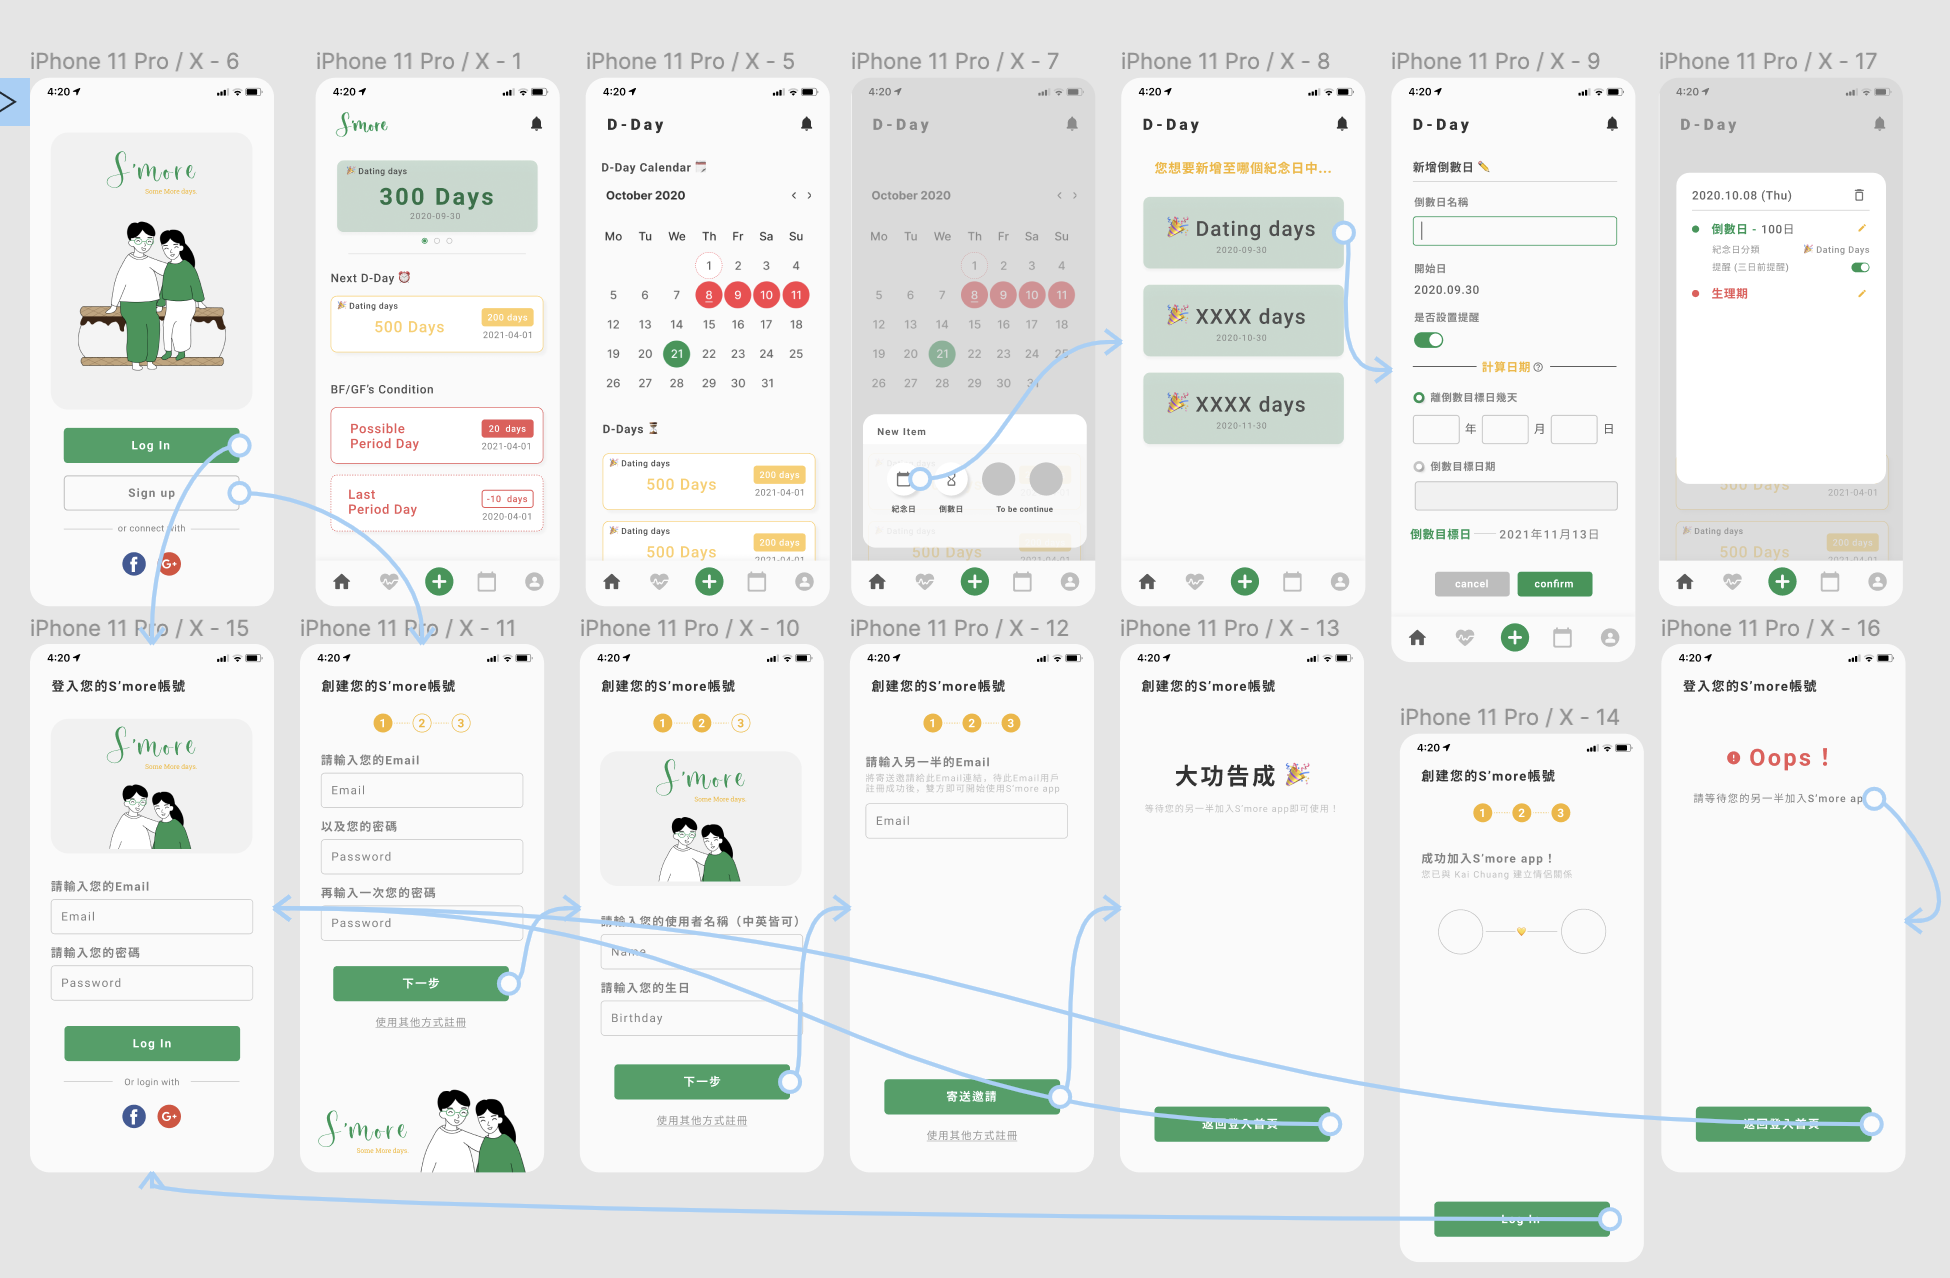 iPhone 11 Pro / X - 6
4:20
S'more
Some More days.
Log In
Sign up
or connect with
f
G+
iPhone 11 Pro / X - 1
4:20
S'more
🎉 Dating days
300 Days
2020-09-30
Next D-Day ⏰
🎉 Dating days
500 Days
200 days
2021-04-01
BF/GF's Condition
Possible
Period Day
20 days
2021-04-01
Last
Period Day
-10 days
2020-04-01
iPhone 11 Pro / X - 5
4:20
D-Day
D-Day Calendar
October 2020
Mo Tu We Th Fr Sa Su
1 2 3 4
5 6 7 8 9 10 11
12 13 14 15 16 17 18
19 20 21 22 23 24 25
26 27 28 29 30 31
D-Days ⏳
🎉 Dating days
500 Days
200 days
2021-04-01
🎉 Dating days
500 Days
200 days
2021-04-01
iPhone 11 Pro / X - 7
4:20
D-Day
October 2020
Mo Tu We Th Fr Sa Su
1 2 3 4
5 6 7 8 9 10 11
12 13 14 15 16 17 18
19 20 21 22 23 24 25
26 27 28 29 30 31
New Item
紀念日 倒數日 To be continue
🎉 Dating days
500 Days
200 days
2021-04-01
iPhone 11 Pro / X - 8
4:20
D-Day
您想要新增至哪個紀念日中...
🎉 Dating days
2020-09-30
🎉 XXXX days
2020-10-30
🎉 XXXX days
2020-11-30
iPhone 11 Pro / X - 9
4:20
D-Day
新增倒數日 ✏️
倒數日名稱
開始日
2020.09.30
是否設置提醒
計算日期
離倒數目標日幾天
年 月 日
倒數目標日期
倒數目標日 2021年11月13日
cancel confirm
iPhone 11 Pro / X - 17
4:20
D-Day
2020.10.08 (Thu)
倒數日 - 100日
紀念日分類 🎉 Dating Days
提醒 (三日前提醒)
生理期
500 Days
2021-04-01
🎉 Dating days
500 Days
200 days
2021-04-01
iPhone 11 Pro / X - 15
4:20
登入您的S'more帳號
S'more
Some More days.
請輸入您的Email
Email
請輸入您的密碼
Password
Log In
Or login with
f
G+
iPhone 11 Pro / X - 11
4:20
創建您的S'more帳號
1 2 3
請輸入您的Email
Email
以及您的密碼
Password
再輸入一次您的密碼
Password
下一步
使用其他方式註冊
S'more
Some More days.
iPhone 11 Pro / X - 10
4:20
創建您的S'more帳號
1 2 3
S'more
Some More days.
請輸入您的使用者名稱（中英皆可）
Name
請輸入您的生日
Birthday
下一步
使用其他方式註冊
iPhone 11 Pro / X - 12
4:20
創建您的S'more帳號
1 2 3
請輸入另一半的Email
將寄送邀請給此Email連結，待此Email用戶
註冊成功後，雙方即可開始使用S'more app
Email
寄送邀請
使用其他方式註冊
iPhone 11 Pro / X - 13
4:20
創建您的S'more帳號
大功告成 🎉
等待您的另一半加入S'more app即可使用！
返回登入首頁
iPhone 11 Pro / X - 14
4:20
創建您的S'more帳號
1 2 3
成功加入S'more app！
您已與 Kai Chuang 建立情侶關係
Log In
iPhone 11 Pro / X - 16
4:20
登入您的S'more帳號
Oops！
請等待您的另一半加入S'more ap
返回登入首頁